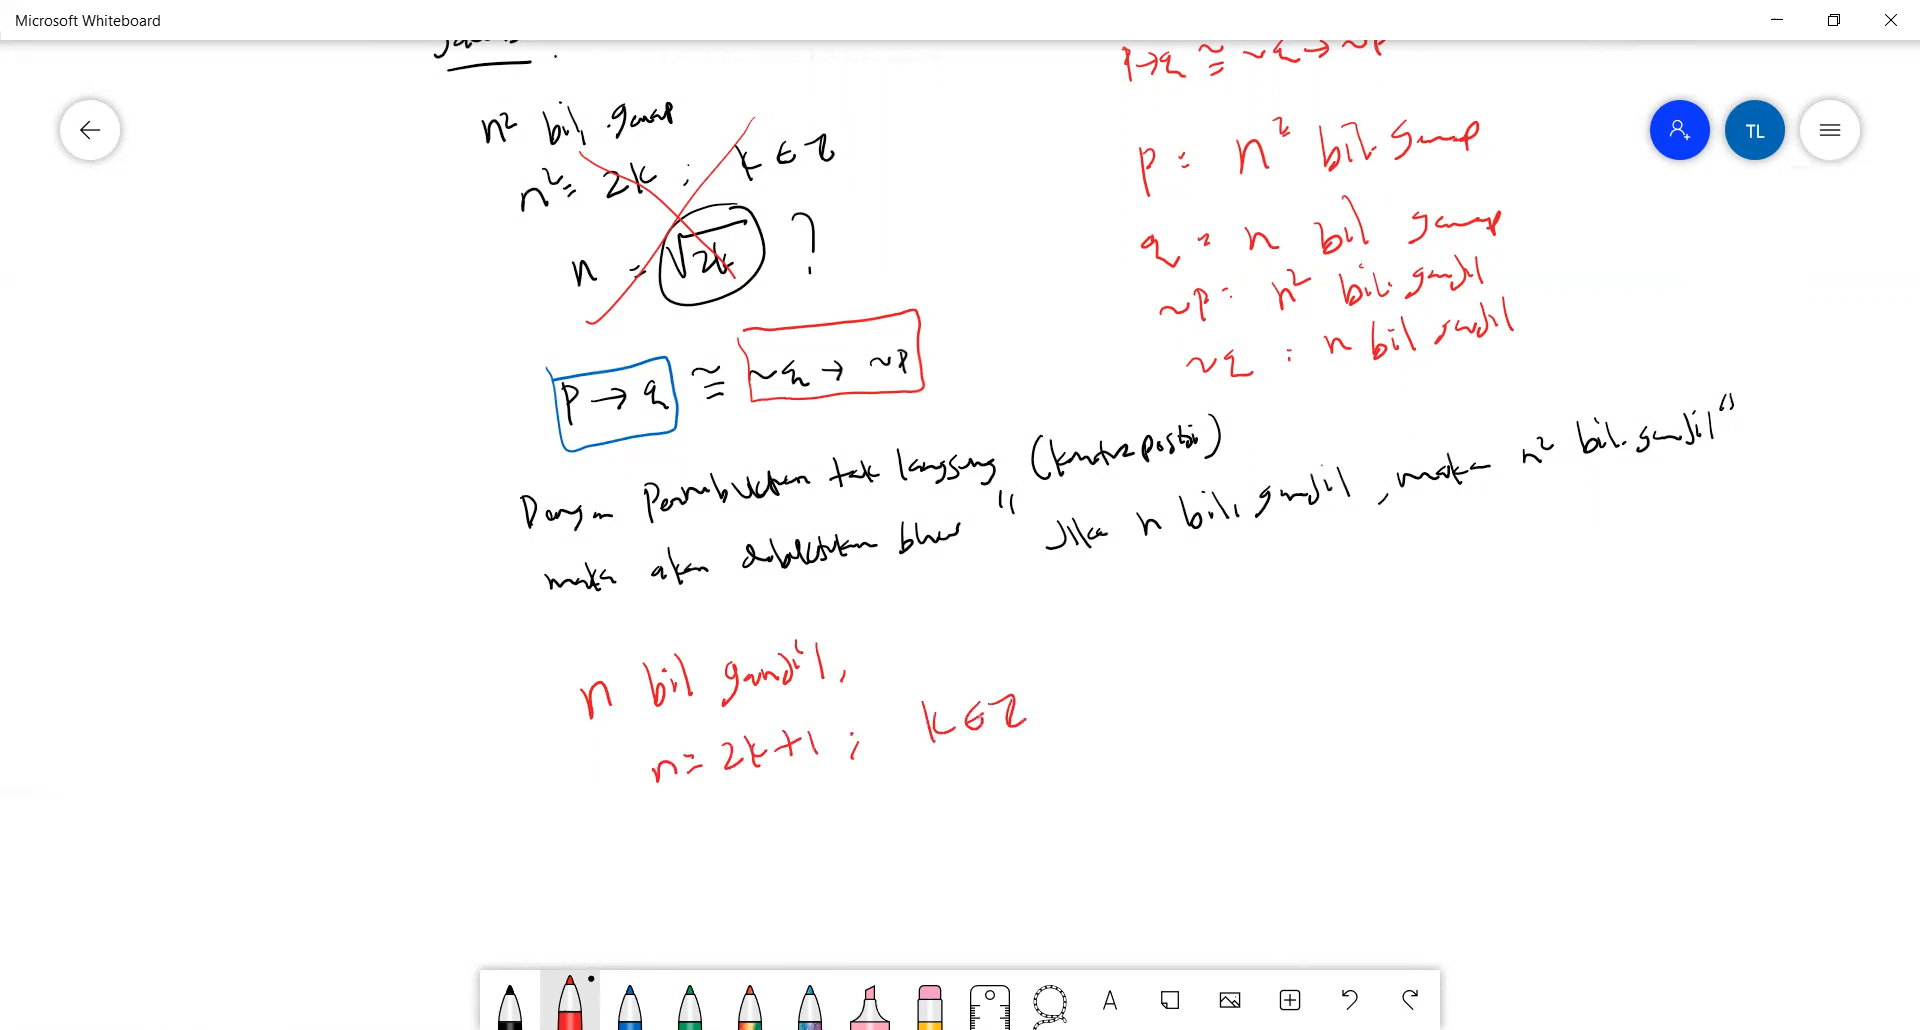 Microsoft Whiteboard
p→q ≅ ~q → ~p
n² bil. genap
n² = 2k ; k ∈ Z
n = √2k ?
p → q ≅ ~q → ~p
p : n² bil. genap
q : n bil genap
~p : n² bil. ganjil
~q : n bil ganjil
Dengan Pembuktian tak langsung (kontraposisi)
maka akan dibuktikan bhw " Jika n bil. ganjil , maka n² bil. ganjil "
n bil ganjil,
n = 2k+1 ; k ∈ Z
TL
A